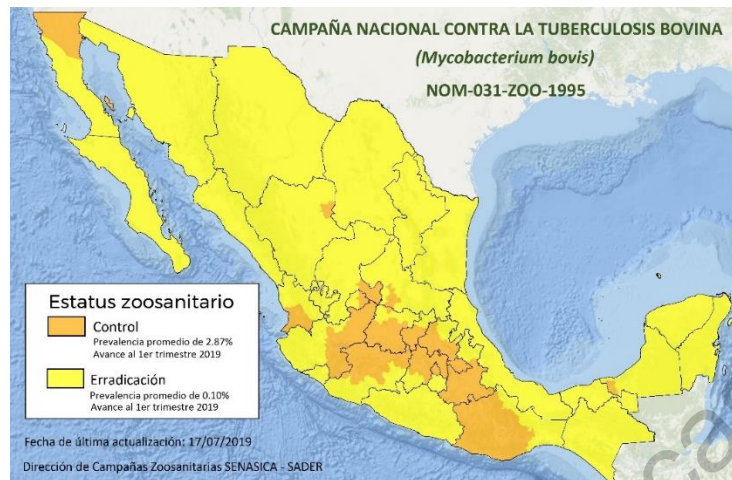 CAMPAÑA NACIONAL CONTRA LA TUBERCULOSIS BOVINA
(Mycobacterium bovis)
NOM-031-ZOO-1995
Estatus zoosanitario
Control
Prevalencia promedio de 2.87%
Avance al 1er trimestre 2019
Erradicación
Prevalencia promedio de 0.10%
Avance al 1er trimestre 2019
Fecha de última actualización: 17/07/2019
Dirección de Campañas Zoosanitarias SENASICA - SADER